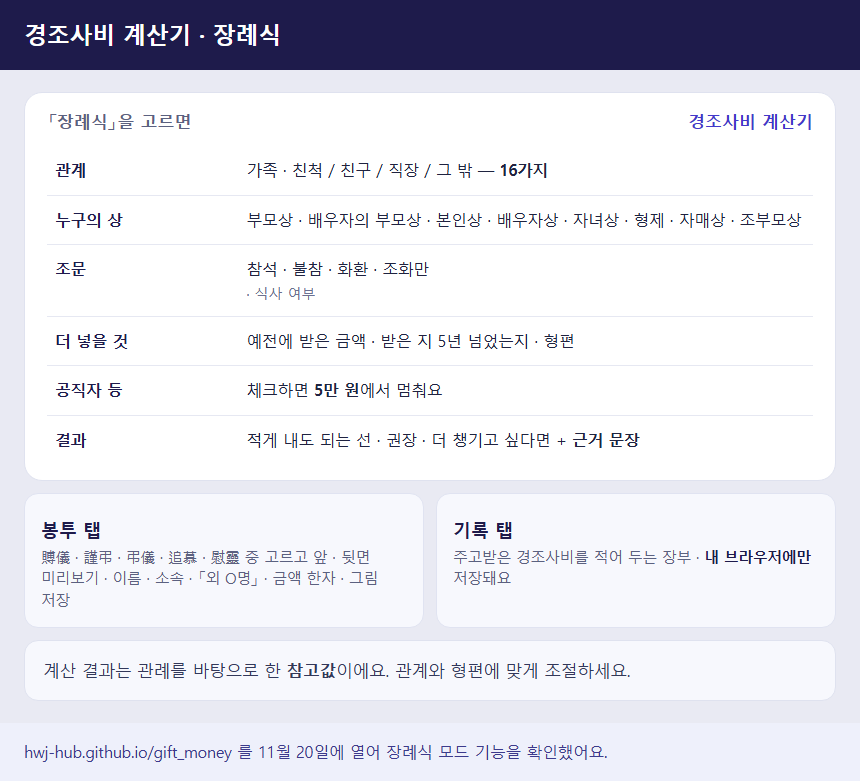 경조사비 계산기 · 장례식
「장례식」을 고르면
경조사비 계산기
관계
가족 · 친척 / 친구 / 직장 / 그 밖 — 16가지
누구의 상
부모상 · 배우자의 부모상 · 본인상 · 배우자상 · 자녀상 · 형제 · 자매상 · 조부모상
조문
참석 · 불참 · 화환 · 조화만
· 식사 여부
더 넣을 것
예전에 받은 금액 · 받은 지 5년 넘었는지 · 형편
공직자 등
체크하면 5만 원에서 멈춰요
결과
적게 내도 되는 선 · 권장 · 더 챙기고 싶다면 + 근거 문장
봉투 탭
賻儀 · 謹弔 · 弔儀 · 追慕 · 慰靈 중 고르고 앞 · 뒷면
미리보기 · 이름 · 소속 · 「외 O명」 · 금액 한자 · 그림
저장
기록 탭
주고받은 경조사비를 적어 두는 장부 · 내 브라우저에만
저장돼요
계산 결과는 관례를 바탕으로 한 참고값이에요. 관계와 형편에 맞게 조절하세요.
hwj-hub.github.io/gift_money 를 11월 20일에 열어 장례식 모드 기능을 확인했어요.